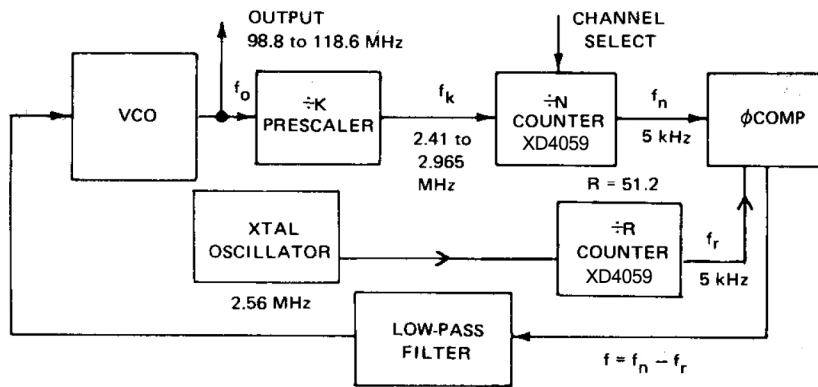 OUTPUT
98.8 to 118.6 MHz
CHANNEL
SELECT
VCO
fo
÷K
PRESCALER
fk
2.41 to
2.965
MHz
÷N
COUNTER
XD4059
fn
5 kHz
ϕCOMP
XTAL
OSCILLATOR
2.56 MHz
R = 51.2
÷R
COUNTER
XD4059
fr
5 kHz
LOW-PASS
FILTER
f = fn − fr